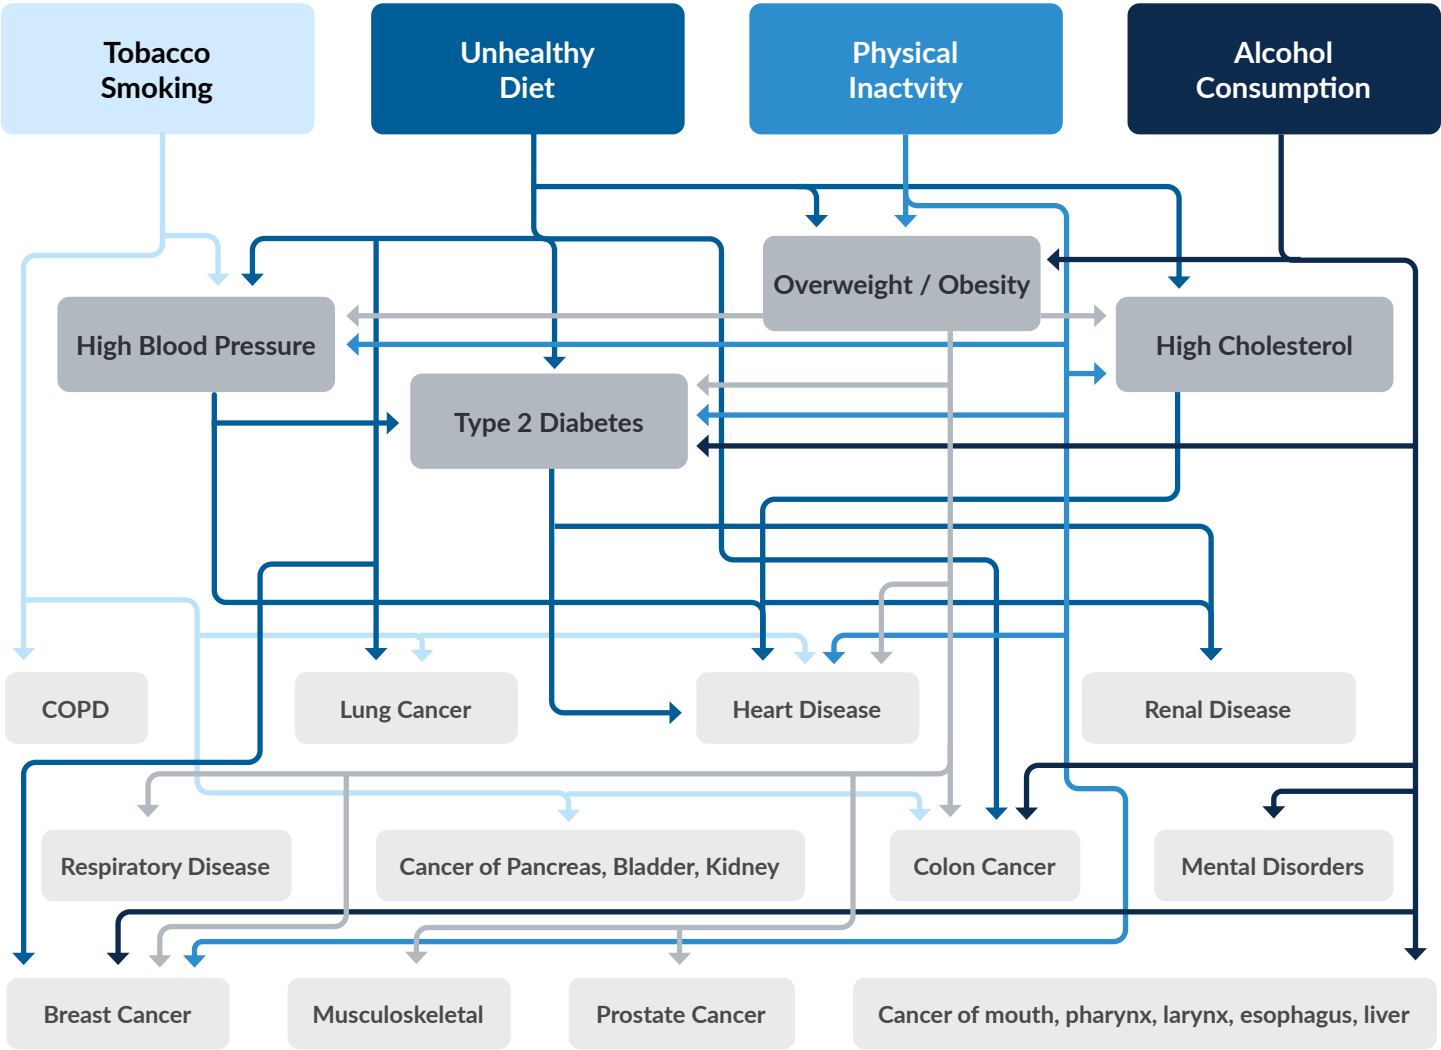 Tobacco
Smoking
Unhealthy
Diet
Physical
Inactvity
Alcohol
Consumption
Overweight / Obesity
High Blood Pressure
High Cholesterol
Type 2 Diabetes
COPD
Lung Cancer
Heart Disease
Renal Disease
Respiratory Disease
Cancer of Pancreas, Bladder, Kidney
Colon Cancer
Mental Disorders
Breast Cancer
Musculoskeletal
Prostate Cancer
Cancer of mouth, pharynx, larynx, esophagus, liver